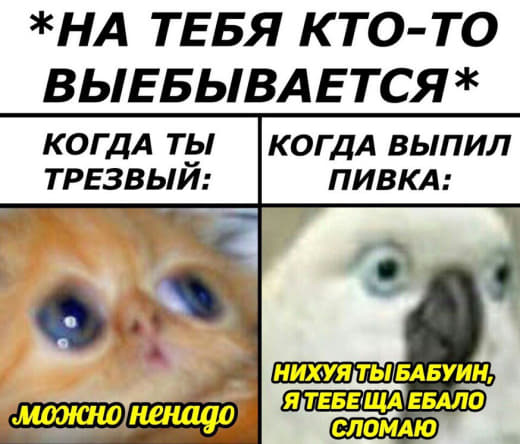 *НА ТЕБЯ КТО-ТО
ВЫЕБЫВАЕТСЯ*
КОГДА ТЫ
ТРЕЗВЫЙ:
КОГДА ВЫПИЛ
ПИВКА:
можно ненадо
НИХУЯ ТЫ БАБУИН,
Я ТЕБЕ ЩА ЕБАЛО
СЛОМАЮ